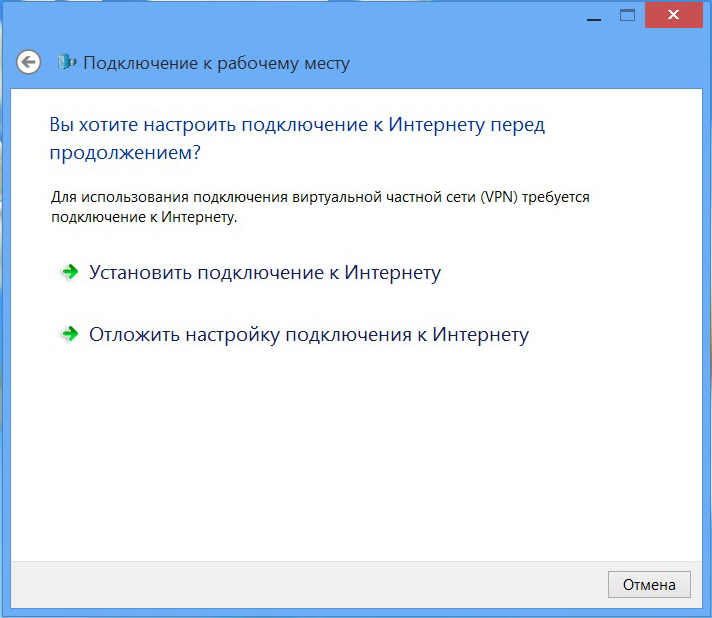 Подключение к рабочему месту
Вы хотите настроить подключение к Интернету перед
продолжением?
Для использования подключения виртуальной частной сети (VPN) требуется
подключение к Интернету.
Установить подключение к Интернету
Отложить настройку подключения к Интернету
Отмена